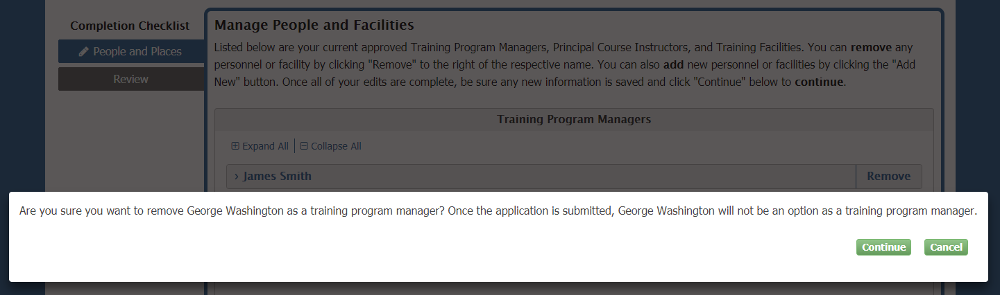 Completion Checklist
People and Places
Review
Manage People and Facilities
Listed below are your current approved Training Program Managers, Principal Course Instructors, and Training Facilities. You can remove any
personnel or facility by clicking "Remove" to the right of the respective name. You can also add new personnel or facilities by clicking the "Add
New" button. Once all of your edits are complete, be sure any new information is saved and click "Continue" below to continue.
Training Program Managers
Expand All Collapse All
James Smith Remove
Are you sure you want to remove George Washington as a training program manager? Once the application is submitted, George Washington will not be an option as a training program manager.
Continue Cancel